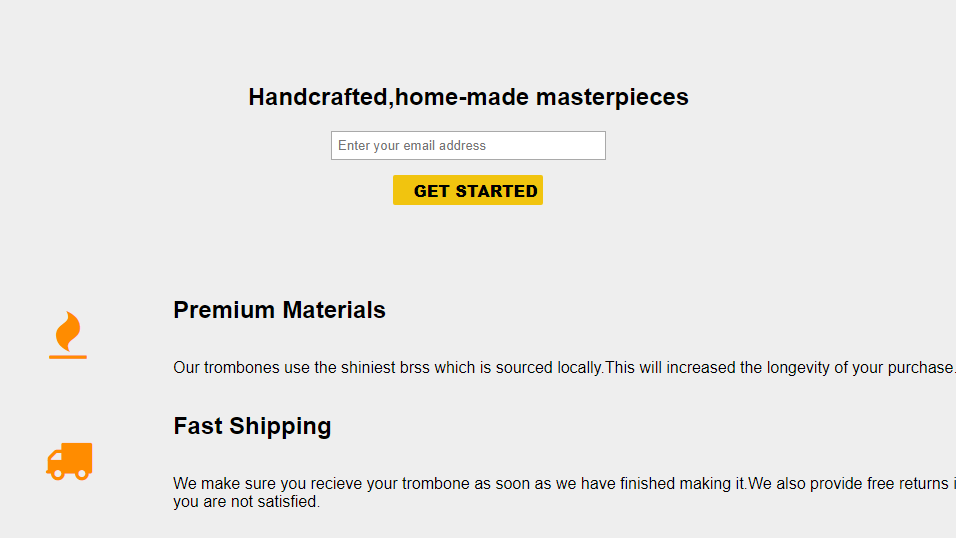 Handcrafted,home-made masterpieces
Enter your email address
GET STARTED
Premium Materials
Our trombones use the shiniest brss which is sourced locally.This will increased the longevity of your purchase.
Fast Shipping
We make sure you recieve your trombone as soon as we have finished making it.We also provide free returns
you are not satisfied.